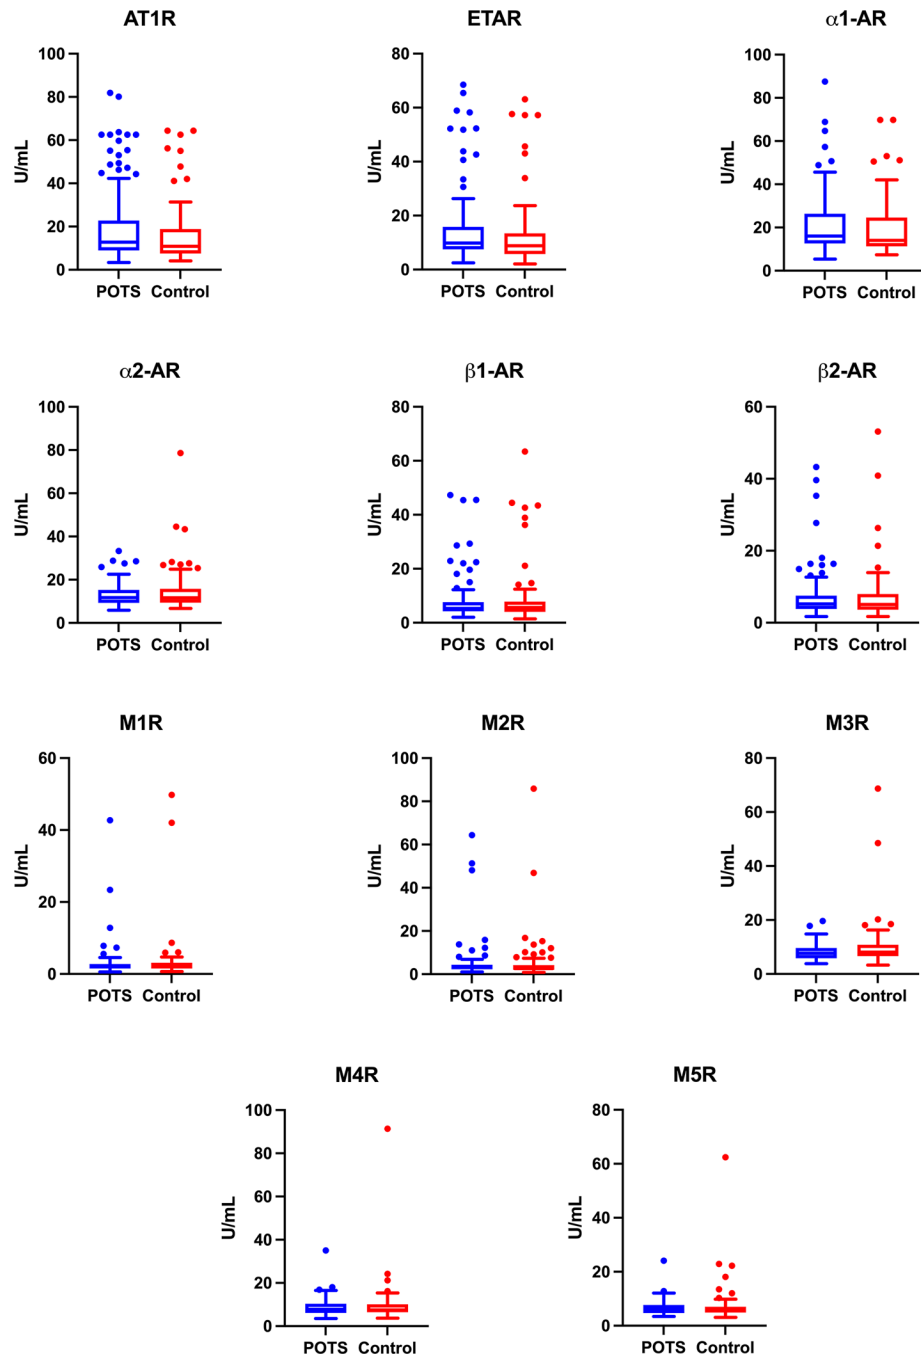 AT1R
ETAR
α1-AR
100
80
60
40
20
0
U/mL
POTS Control
80
60
40
20
0
U/mL
POTS Control
100
80
60
40
20
0
U/mL
POTS Control
α2-AR
β1-AR
β2-AR
100
80
60
40
20
0
U/mL
POTS Control
80
60
40
20
0
U/mL
POTS Control
60
40
20
0
U/mL
POTS Control
M1R
M2R
M3R
60
40
20
0
U/mL
POTS Control
100
80
60
40
20
0
U/mL
POTS Control
80
60
40
20
0
U/mL
POTS Control
M4R
M5R
100
80
60
40
20
0
U/mL
POTS Control
80
60
40
20
0
U/mL
POTS Control